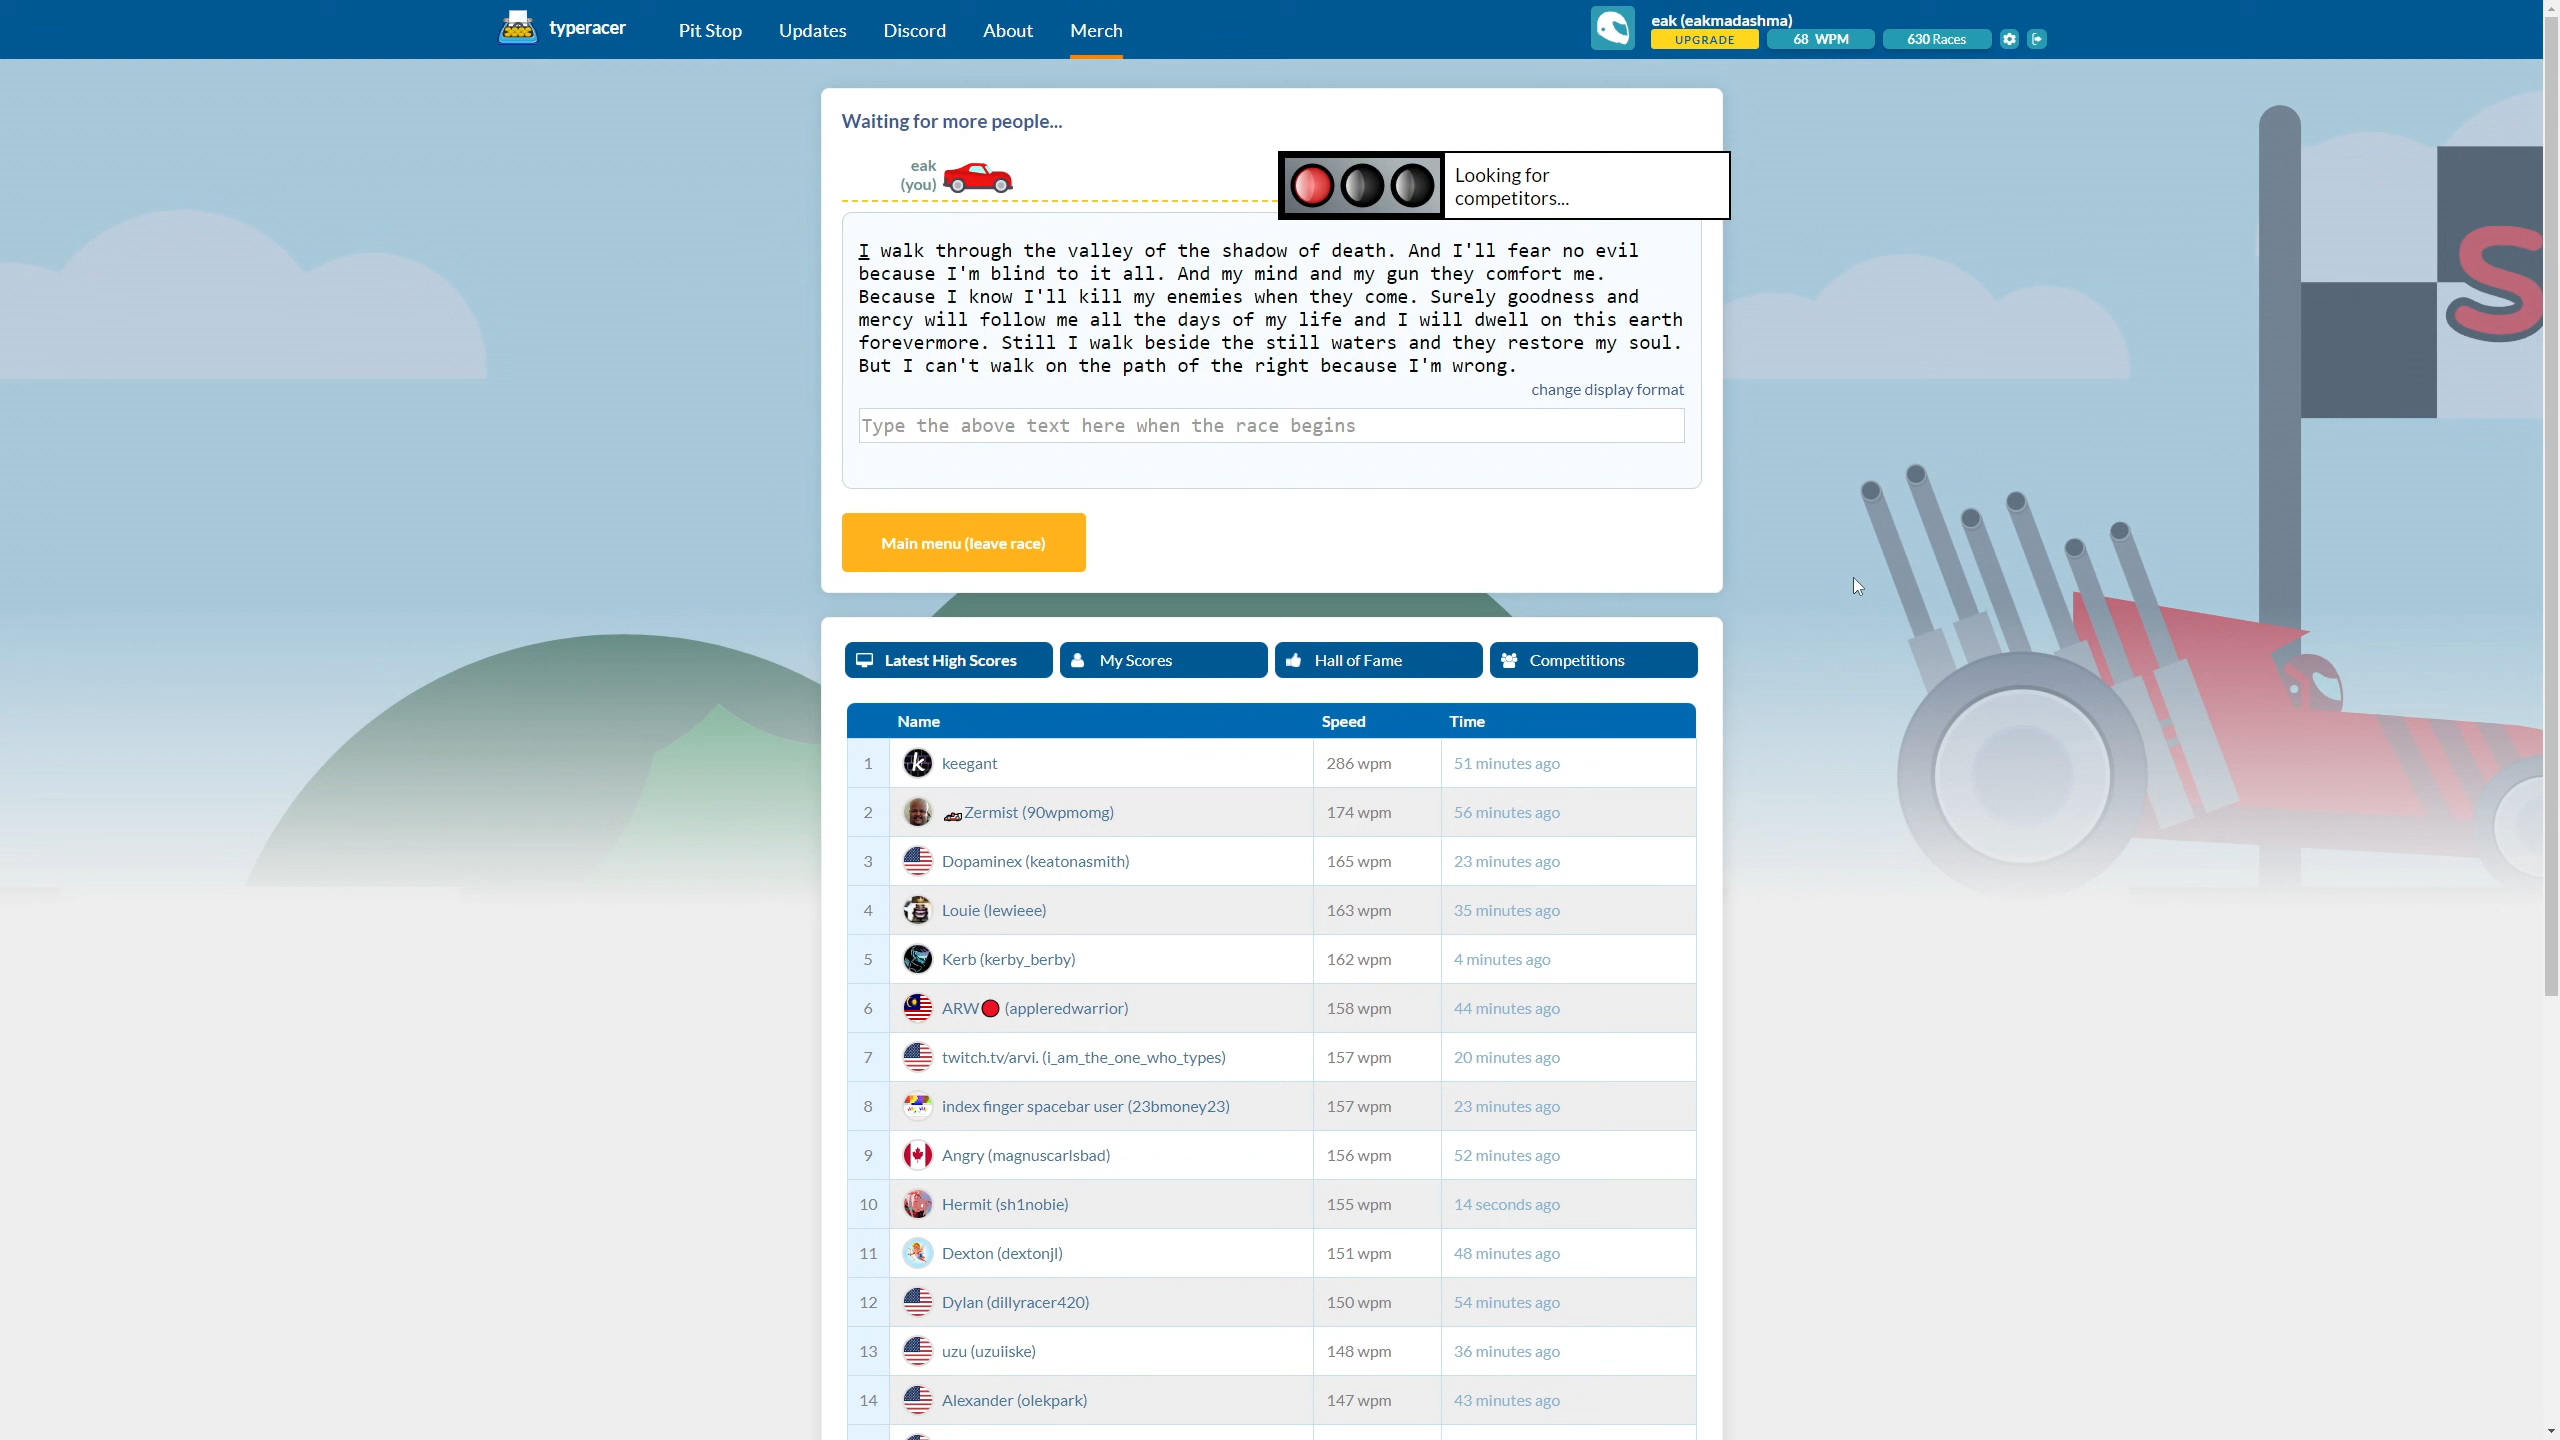 typeracer
Pit Stop
Updates
Discord
About
Merch
eak (eakmadashma)
UPGRADE
68 WPM
630 Races
Waiting for more people...
eak
(you)
Looking for
competitors...
I walk through the valley of the shadow of death. And I'll fear no evil
because I'm blind to it all. And my mind and my gun they comfort me.
Because I know I'll kill my enemies when they come. Surely goodness and
mercy will follow me all the days of my life and I will dwell on this earth
forevermore. Still I walk beside the still waters and they restore my soul.
But I can't walk on the path of the right because I'm wrong.
change display format
Type the above text here when the race begins
Main menu (leave race)
Latest High Scores
My Scores
Hall of Fame
Competitions
Name Speed Time
1 keegant 286 wpm 51 minutes ago
2 Zermist (90wpmomg) 174 wpm 56 minutes ago
3 Dopaminex (keatonasmith) 165 wpm 23 minutes ago
4 Louie (lewieee) 163 wpm 35 minutes ago
5 Kerb (kerby_berby) 162 wpm 4 minutes ago
6 ARW🔴 (appleredwarrior) 158 wpm 44 minutes ago
7 twitch.tv/arvi. (i_am_the_one_who_types) 157 wpm 20 minutes ago
8 index finger spacebar user (23bmoney23) 157 wpm 23 minutes ago
9 Angry (magnuscarlsbad) 156 wpm 52 minutes ago
10 Hermit (sh1nobie) 155 wpm 14 seconds ago
11 Dexton (dextonjl) 151 wpm 48 minutes ago
12 Dylan (dillyracer420) 150 wpm 54 minutes ago
13 uzu (uzuiiske) 148 wpm 36 minutes ago
14 Alexander (olekpark) 147 wpm 43 minutes ago
S